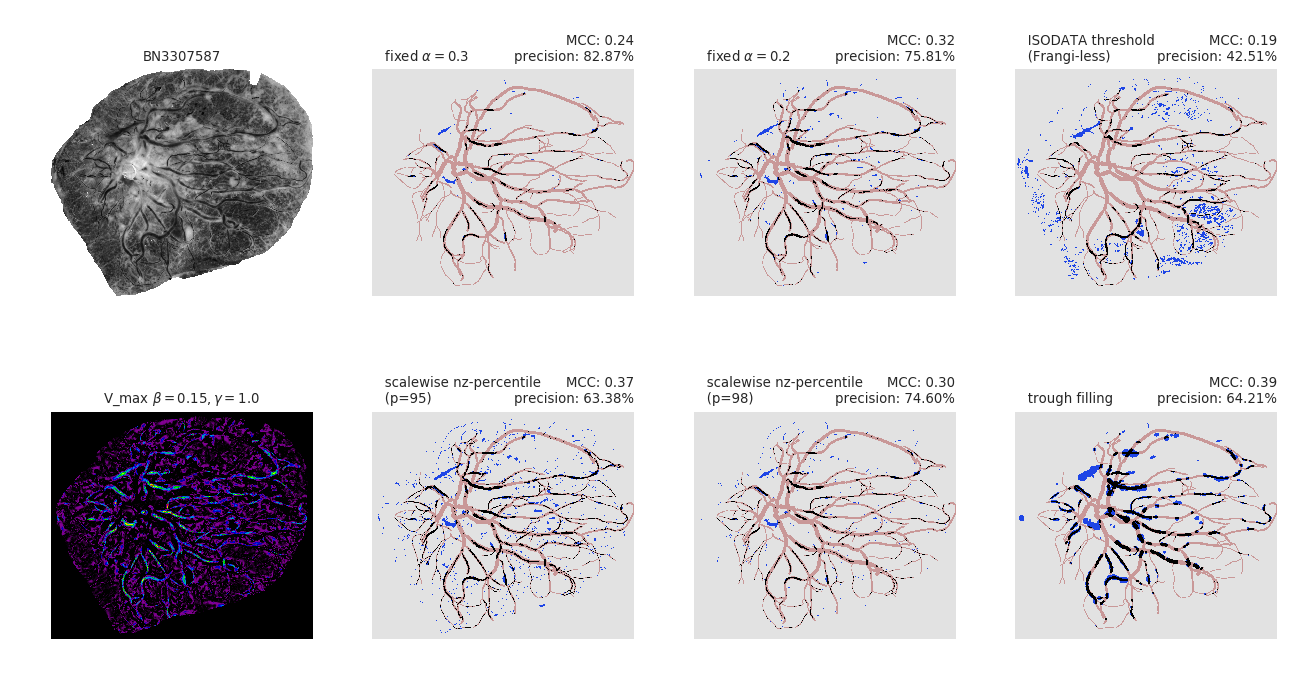 BN3307587
fixed α = 0.3
MCC: 0.24
precision: 82.87%
fixed α = 0.2
MCC: 0.32
precision: 75.81%
ISODATA threshold
(Frangi-less)
MCC: 0.19
precision: 42.51%
V_max β = 0.15, γ = 1.0
scalewise nz-percentile
(p=95)
MCC: 0.37
precision: 63.38%
scalewise nz-percentile
(p=98)
MCC: 0.30
precision: 74.60%
trough filling
MCC: 0.39
precision: 64.21%